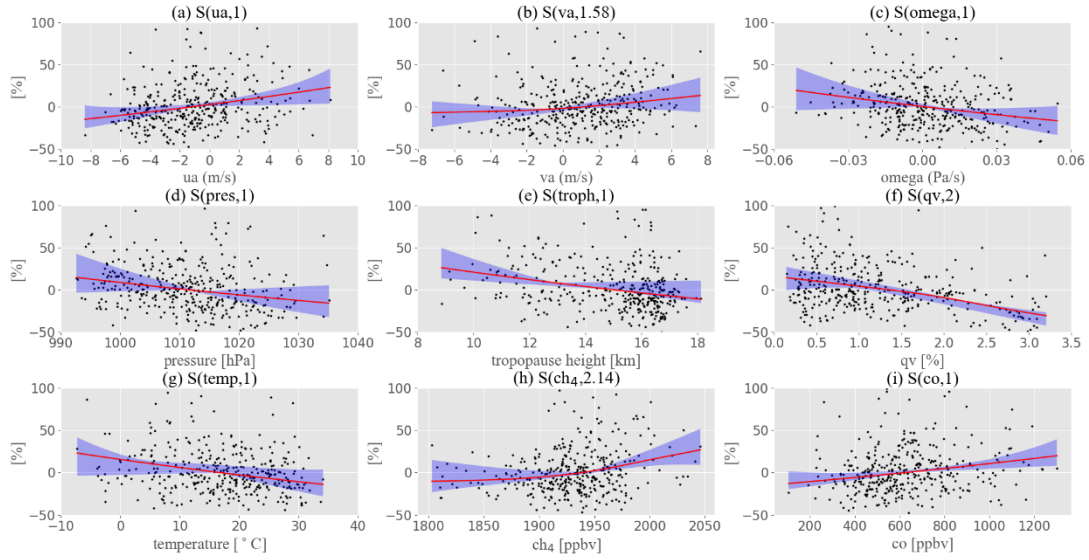 (a) S(ua,1) (b) S(va,1.58) (c) S(omega,1)
100 100 100
[%] 50 [%] 50 [%] 50
0 0 0
−50 −50 −50
−10 −8 −6 −4 −2 0 2 4 6 8 10 −8 −6 −4 −2 0 2 4 6 8 −0.06 −0.03 0.00 0.03 0.06
ua (m/s) va (m/s) omega (Pa/s)
(d) S(pres,1) (e) S(troph,1) (f) S(qv,2)
100 100 100
[%] 50 [%] 50 [%] 50
0 0 0
−50 −50 −50
990 1000 1010 1020 1030 1040 8 10 12 14 16 18 0.0 0.5 1.0 1.5 2.0 2.5 3.0 3.5
pressure [hPa] tropopause height [km] qv [%]
(g) S(temp,1) (h) S(ch₄,2.14) (i) S(co,1)
100 100 100
[%] 50 [%] 50 [%] 50
0 0 0
−50 −50 −50
−10 0 10 20 30 40 1800 1850 1900 1950 2000 2050 200 400 600 800 1000 1200
temperature [°C] ch₄ [ppbv] co [ppbv]